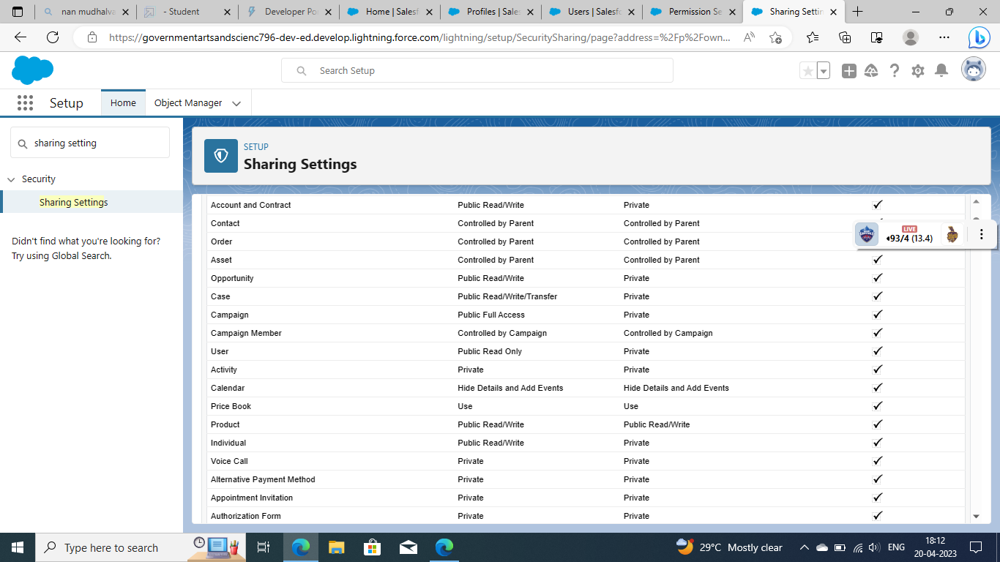 nan mudhalva
- Student
Developer Po
Home | Salesf
Profiles | Sales
Users | Salesfo
Permission Se
Sharing Settin
https://governmentartsandscienc796-dev-ed.develop.lightning.force.com/lightning/setup/SecuritySharing/page?address=%2Fp%2Fown...
Search Setup
Setup
Home
Object Manager
sharing setting
Security
Sharing Settings
Didn't find what you're looking for?
Try using Global Search.
SETUP
Sharing Settings
Account and Contract Public Read/Write Private
Contact Controlled by Parent Controlled by Parent
Order Controlled by Parent Controlled by Parent
Asset Controlled by Parent Controlled by Parent
Opportunity Public Read/Write Private
Case Public Read/Write/Transfer Private
Campaign Public Full Access Private
Campaign Member Controlled by Campaign Controlled by Campaign
User Public Read Only Private
Activity Private Private
Calendar Hide Details and Add Events Hide Details and Add Events
Price Book Use Use
Product Public Read/Write Public Read/Write
Individual Public Read/Write Private
Voice Call Private Private
Alternative Payment Method Private Private
Appointment Invitation Private Private
Authorization Form Private Private
LIVE
93/4 (13.4)
Type here to search
29°C Mostly clear
ENG
18:12
20-04-2023